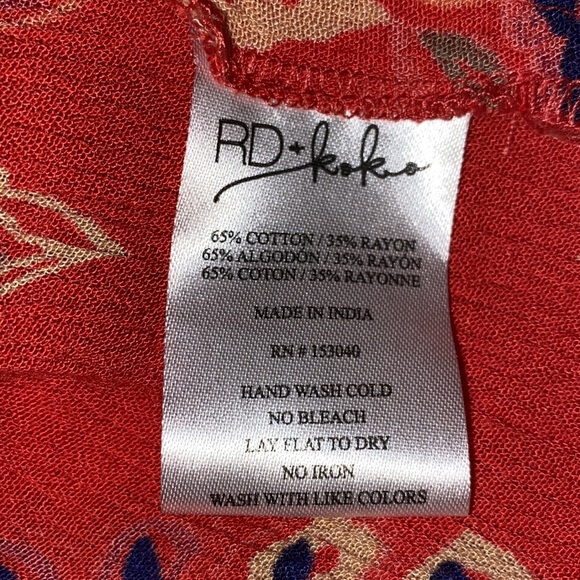 RD+koko
65% COTTON / 35% RAYON
65% ALGODÓN / 35% RAYÓN
65% COTON / 35% RAYONNE
MADE IN INDIA
RN # 153040
HAND WASH COLD
NO BLEACH
LAY FLAT TO DRY
NO IRON
WASH WITH LIKE COLORS